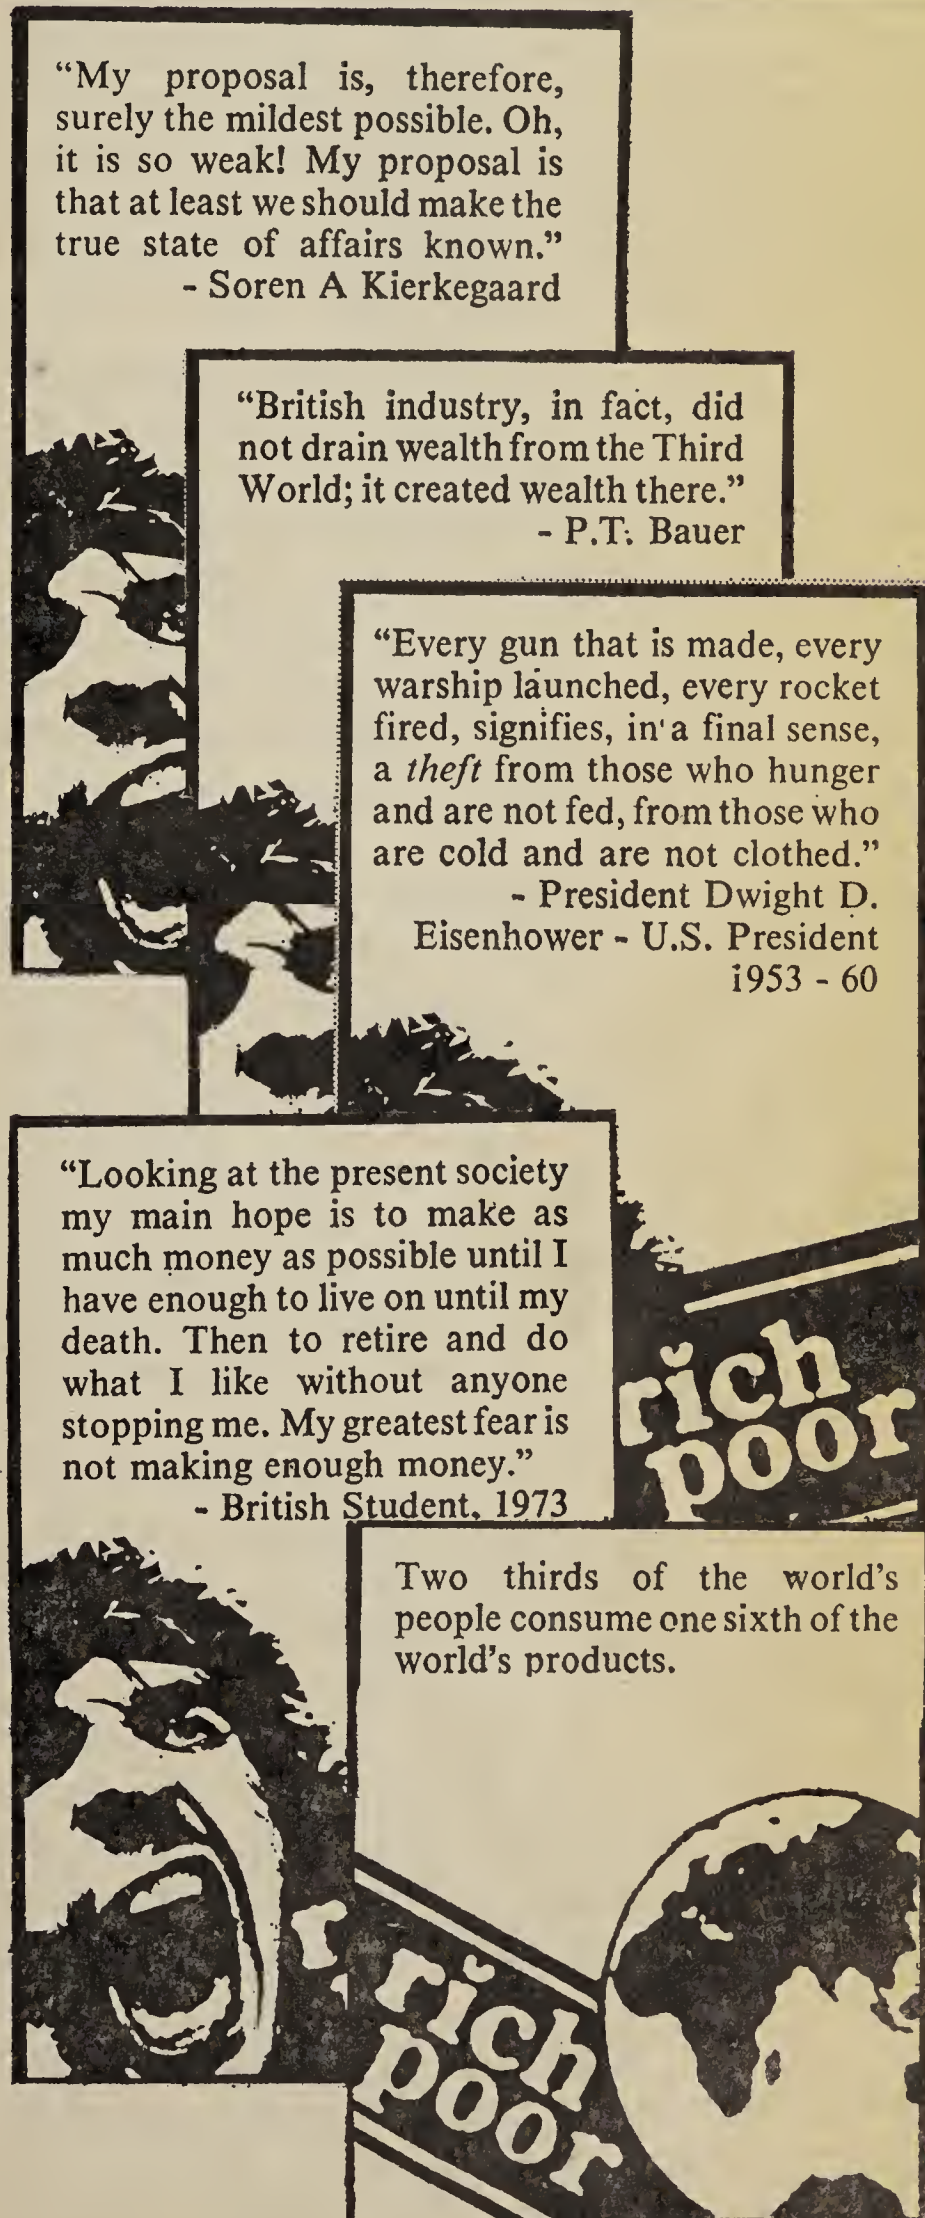 “My proposal is, therefore,
surely the mildest possible. Oh,
it is so weak! My proposal is
that at least we should make the
true state of affairs known.”
- Soren A Kierkegaard
“British industry, in fact, did
not drain wealth from the Third
World; it created wealth there.”
- P.T. Bauer
“Every gun that is made, every
warship launched, every rocket
fired, signifies, in a final sense,
a theft from those who hunger
and are not fed, from those who
are cold and are not clothed.”
- President Dwight D.
Eisenhower - U.S. President
1953 - 60
“Looking at the present society
my main hope is to make as
much money as possible until I
have enough to live on until my
death. Then to retire and do
what I like without anyone
stopping me. My greatest fear is
not making enough money.”
- British Student, 1973
rich
poor
Two thirds of the world’s
people consume one sixth of the
world’s products.
r
rich
poor